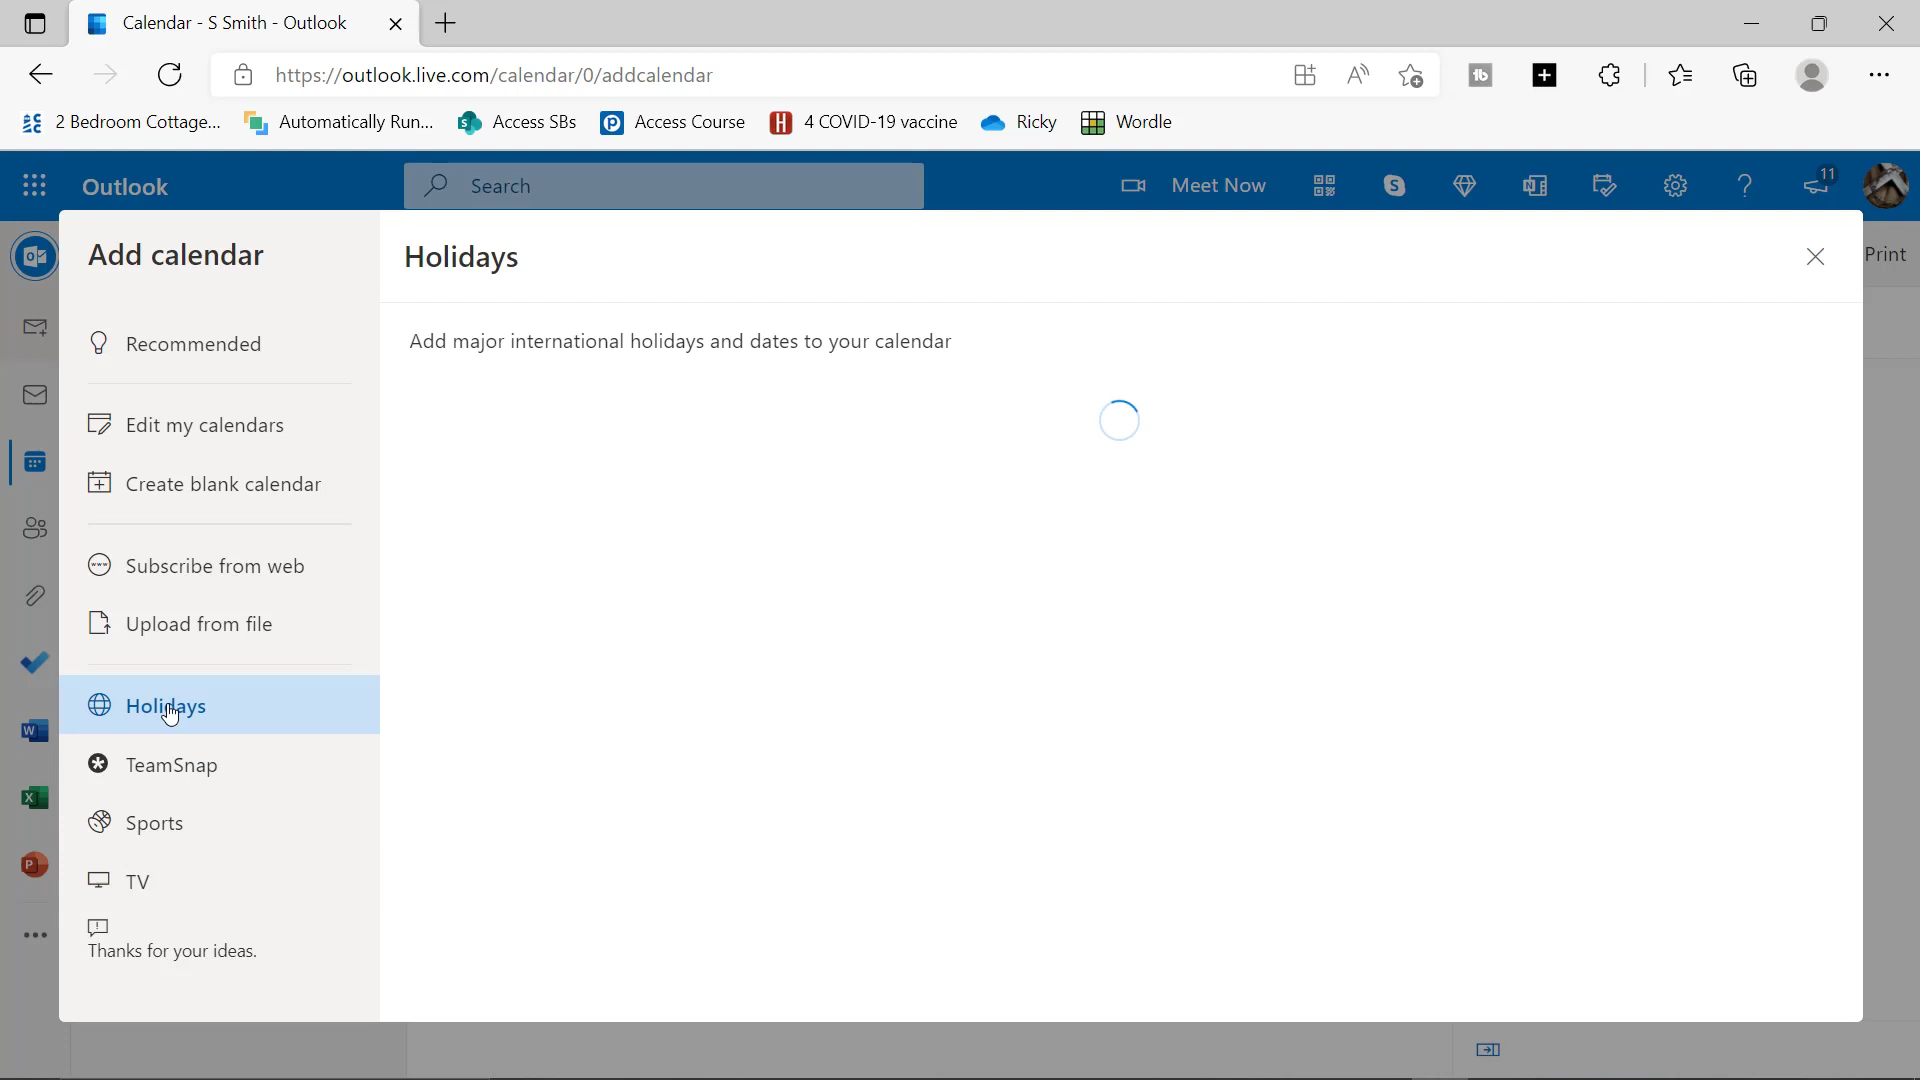 Calendar - S Smith - Outlook
https://outlook.live.com/calendar/0/addcalendar
2 Bedroom Cottage... Automatically Run... Access SBs Access Course 4 COVID-19 vaccine Ricky Wordle
Outlook Search Meet Now 11
Add calendar
Recommended
Edit my calendars
Create blank calendar
Subscribe from web
Upload from file
Holidays
TeamSnap
Sports
TV
Thanks for your ideas.
Holidays
Add major international holidays and dates to your calendar
Print